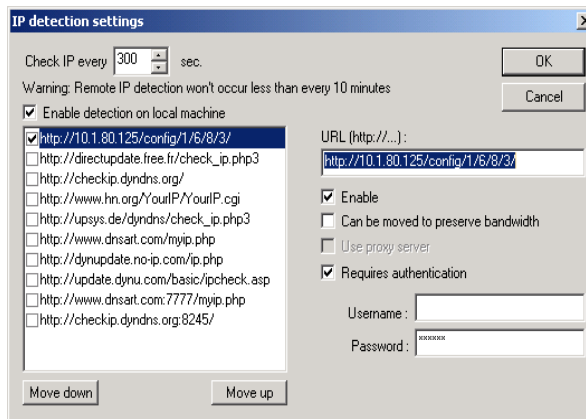 IP detection settings
Check IP every 300 sec.
OK
Warning: Remote IP detection won't occur less than every 10 minutes
Cancel
Enable detection on local machine
http://10.1.80.125/config/1/6/8/3/
http://directupdate.free.fr/check_ip.php3
http://checkip.dyndns.org/
http://www.hn.org/YourIP/YourIP.cgi
http://upsys.de/dyndns/check_ip.php3
http://www.dnsart.com/myip.php
http://dynupdate.no-ip.com/ip.php
http://update.dynu.com/basic/ipcheck.asp
http://www.dnsart.com:7777/myip.php
http://checkip.dyndns.org:8245/
URL (http://...) :
http://10.1.80.125/config/1/6/8/3/
Enable
Can be moved to preserve bandwidth
Use proxy server
Requires authentication
Username :
Password : ******
Move down
Move up